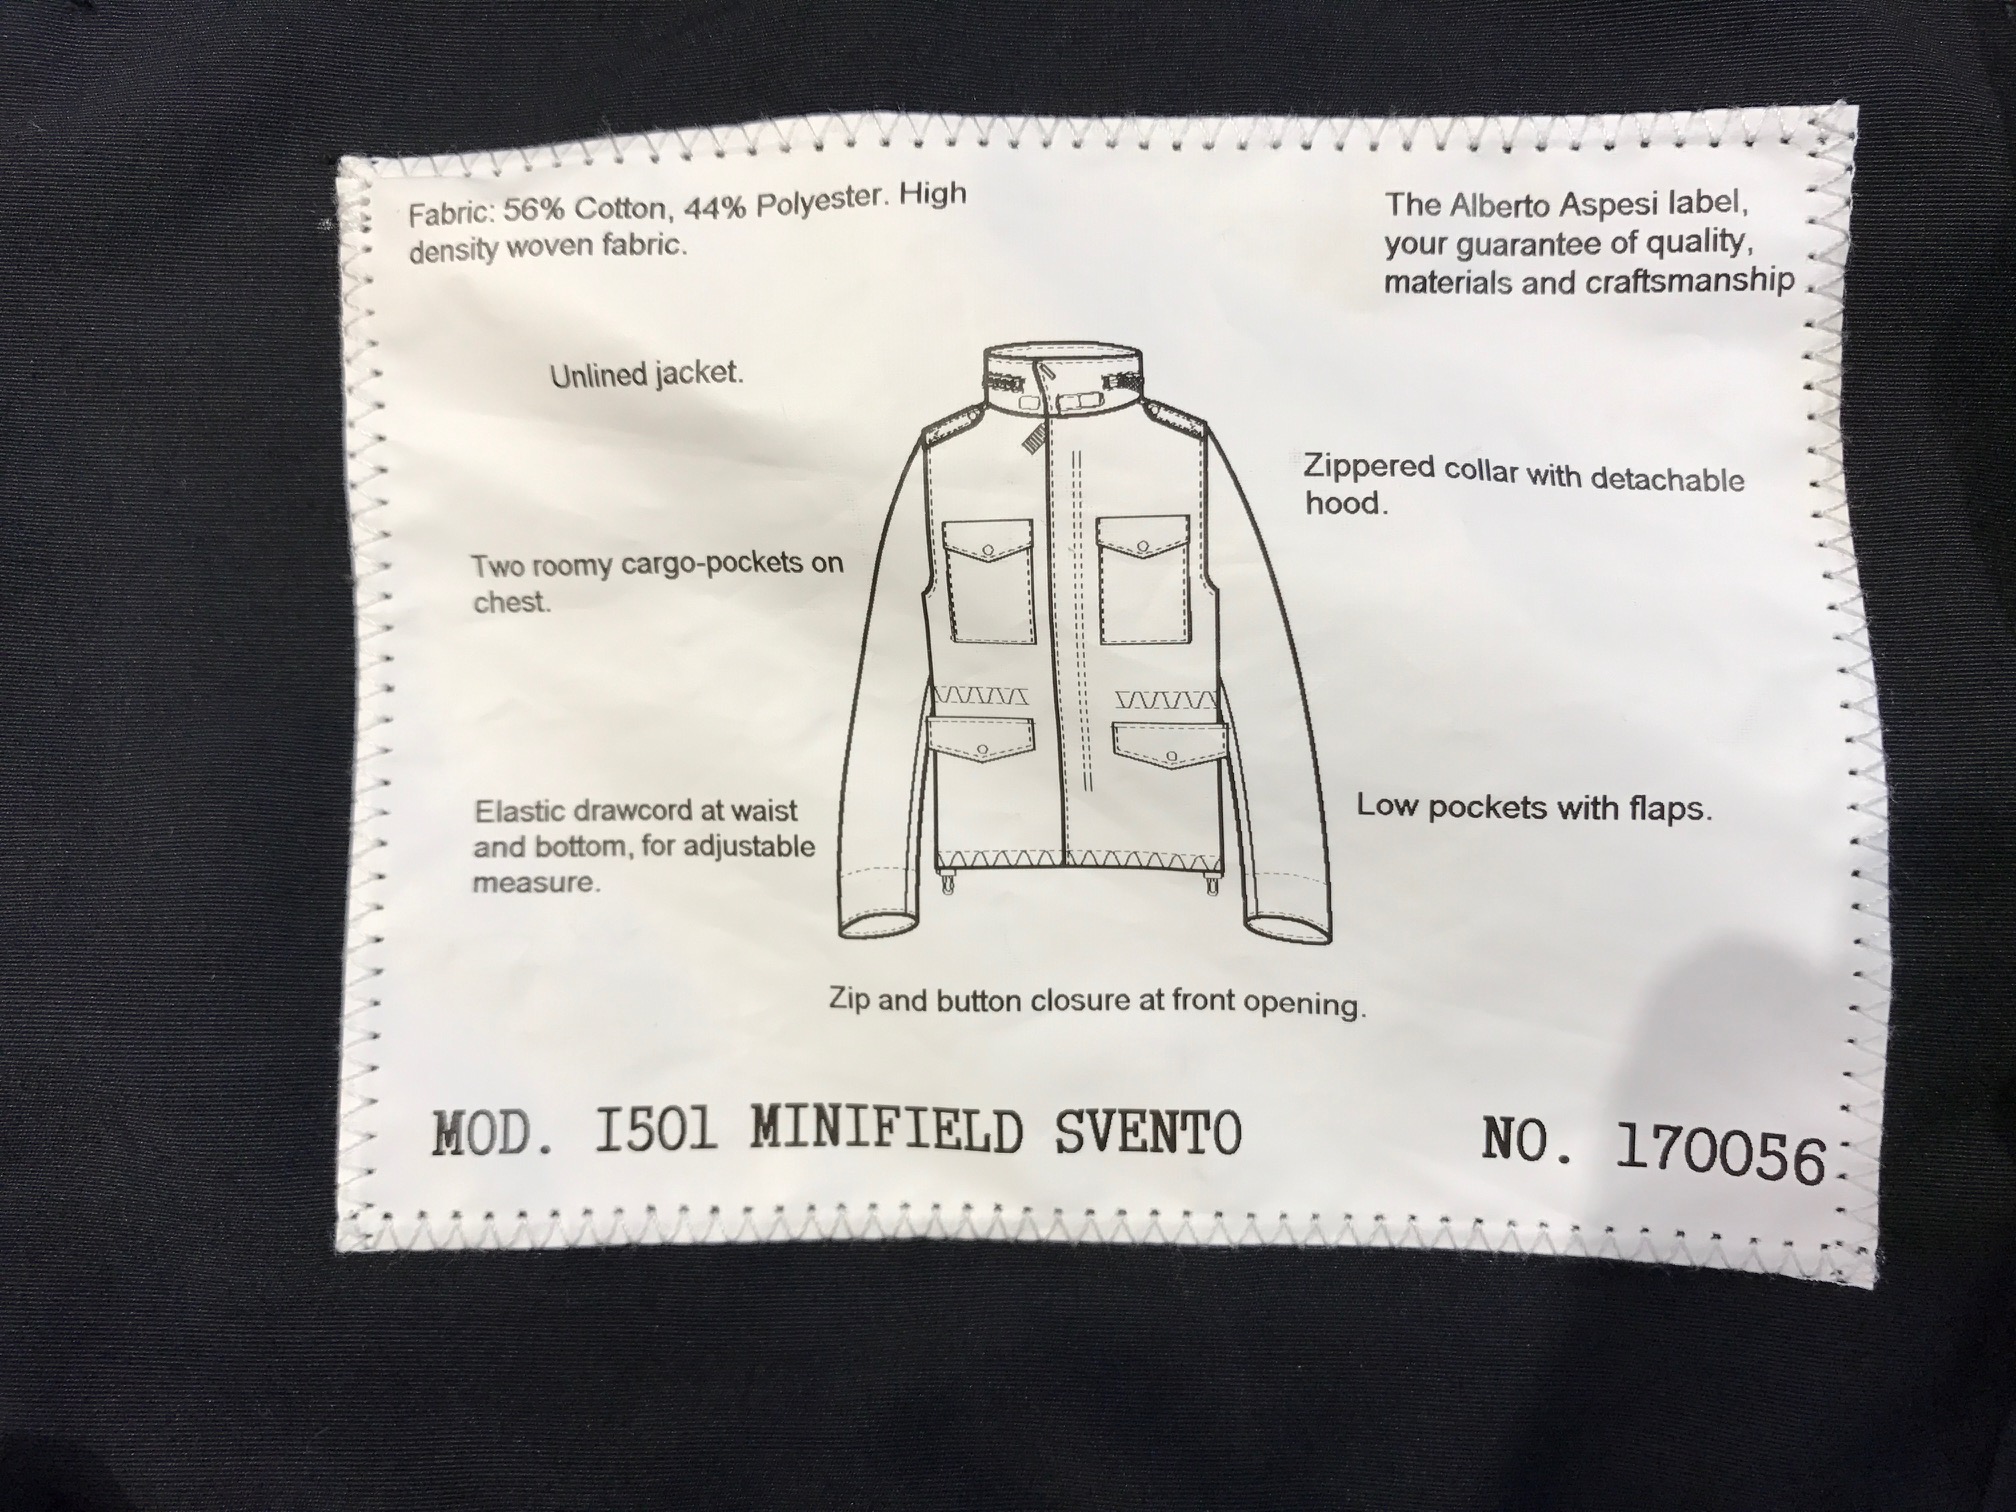 Fabric: 56% Cotton, 44% Polyester. High
density woven fabric.
The Alberto Aspesi label,
your guarantee of quality,
materials and craftsmanship.
Unlined jacket.
Zippered collar with detachable
hood.
Two roomy cargo-pockets on
chest.
Elastic drawcord at waist
and bottom, for adjustable
measure.
Low pockets with flaps.
Zip and button closure at front opening.
MOD. I501 MINIFIELD SVENTO
NO. 170056